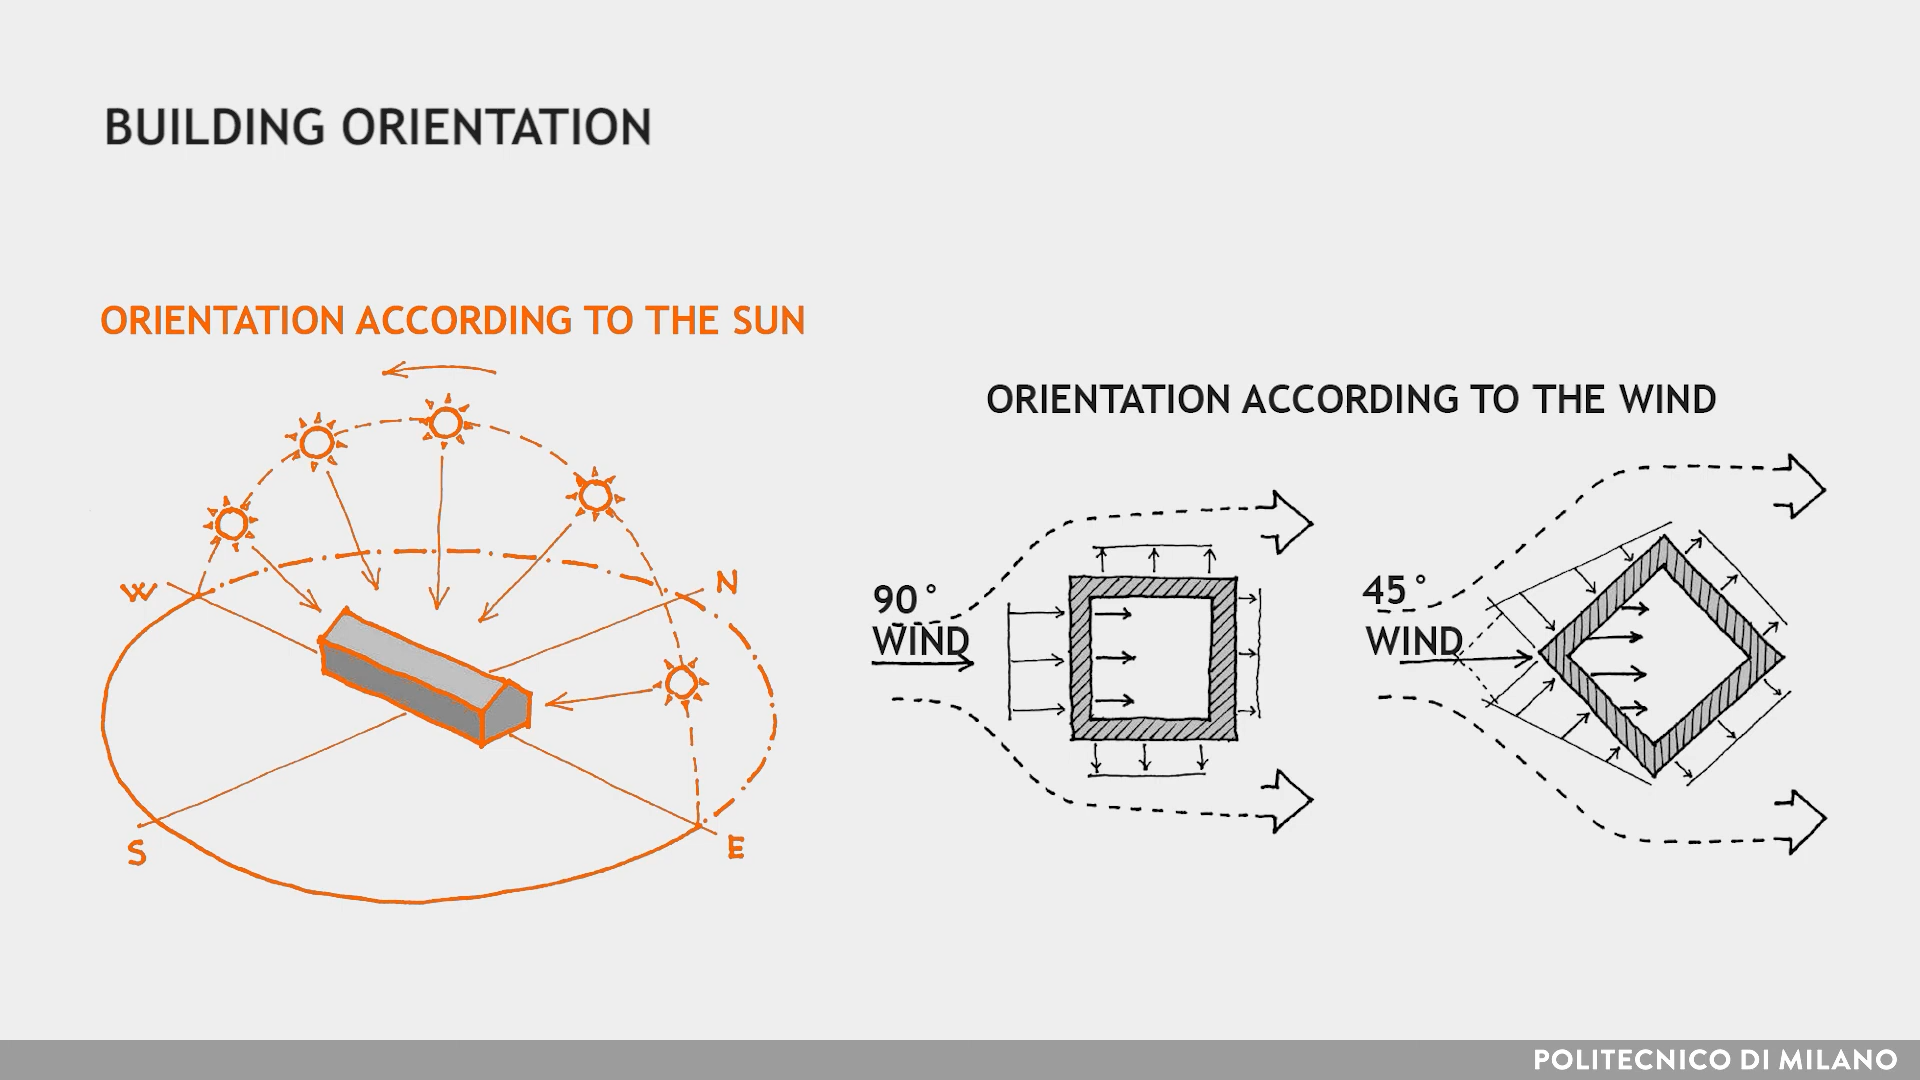 BUILDING ORIENTATION
ORIENTATION ACCORDING TO THE SUN
W
N
S
E
ORIENTATION ACCORDING TO THE WIND
90°
WIND
45°
WIND
POLITECNICO DI MILANO